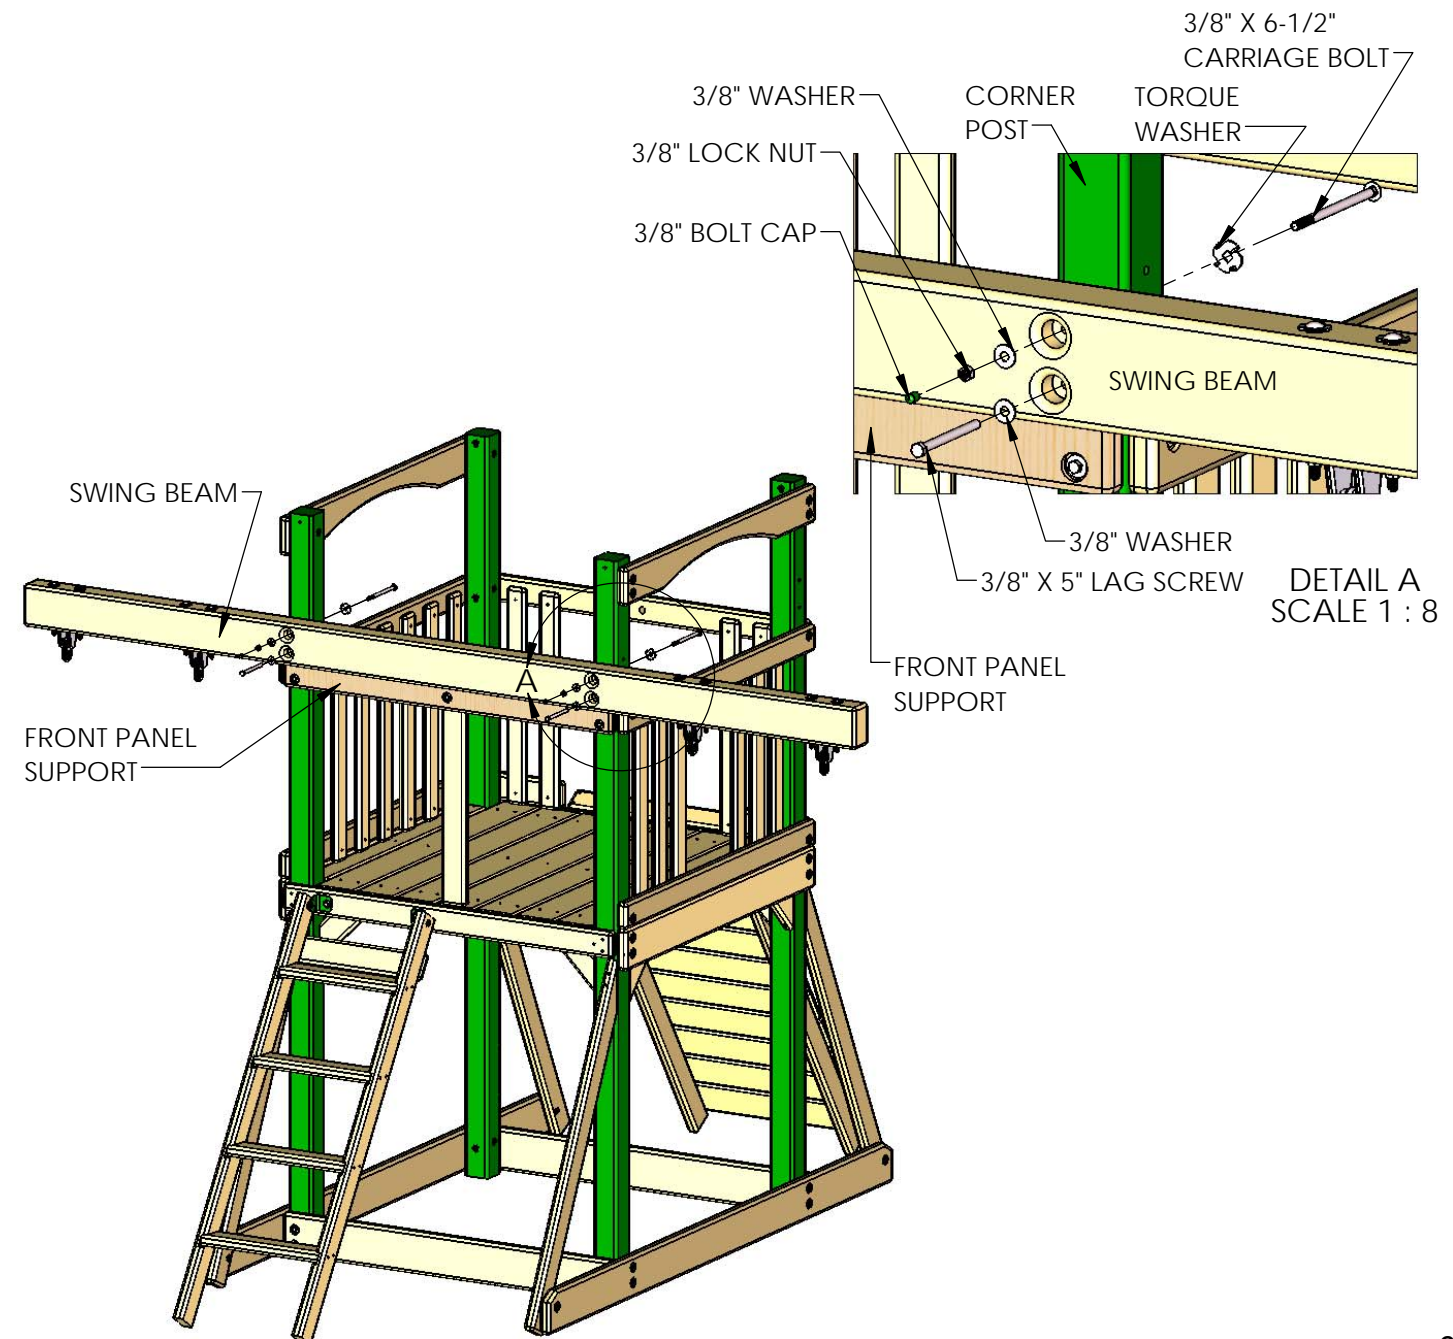 3/8" X 6-1/2"
CARRIAGE BOLT
3/8" WASHER
CORNER
POST
TORQUE
WASHER
3/8" LOCK NUT
3/8" BOLT CAP
SWING BEAM
3/8" WASHER
3/8" X 5" LAG SCREW
DETAIL A
SCALE 1 : 8
FRONT PANEL
SUPPORT
SWING BEAM
A
FRONT PANEL
SUPPORT